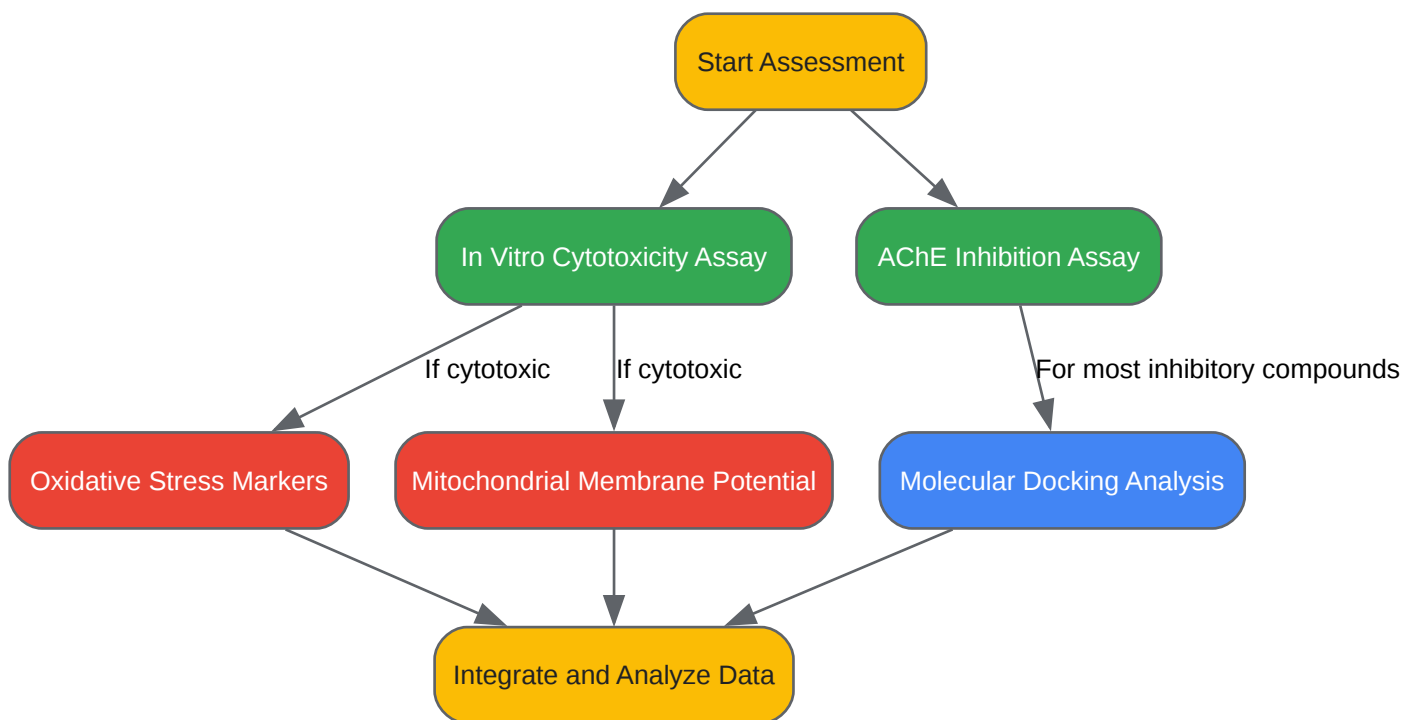 Start Assessment
In Vitro Cytotoxicity Assay
AChE Inhibition Assay
If cytotoxic
If cytotoxic
For most inhibitory compounds
Oxidative Stress Markers
Mitochondrial Membrane Potential
Molecular Docking Analysis
Integrate and Analyze Data